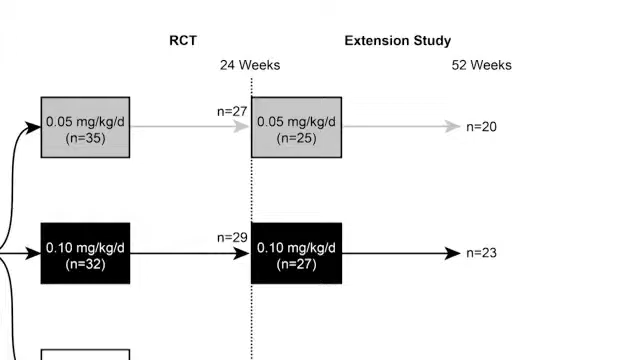 RCT
Extension Study
24 Weeks
52 Weeks
0.05 mg/kg/d
(n=35)
n=27
0.05 mg/kg/d
(n=25)
n=20
0.10 mg/kg/d
(n=32)
n=29
0.10 mg/kg/d
(n=27)
n=23